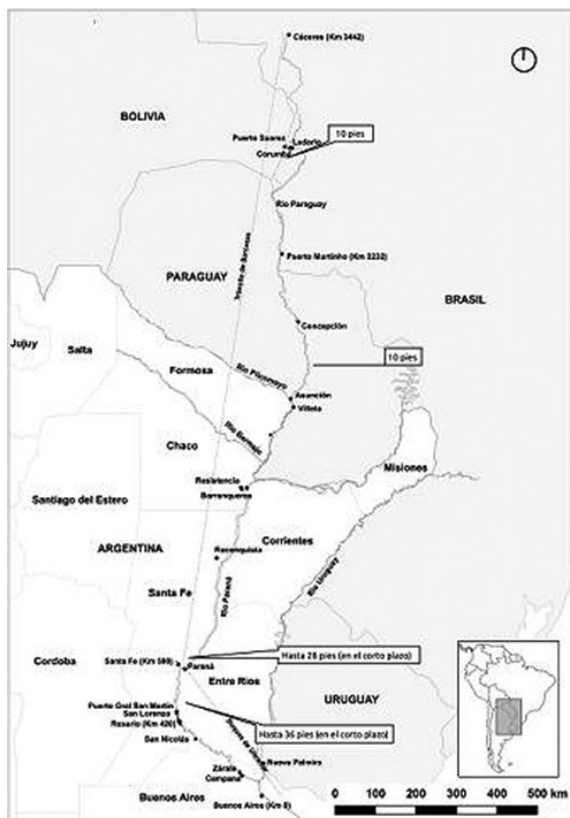 Cáceres (Km 3442)
BOLIVIA
10 pies
Puerto Suarez
Ladario
Corumbá
Río Paraguay
Puerto Murtinho (Km 2232)
PARAGUAY
BRASIL
Concepción
Jujuy
Salta
10 pies
Formosa
Río Pilcomayo
Asunción
Villeta
Río Bermejo
Chaco
Misiones
Resistencia
Barranqueras
Santiago del Estero
Corrientes
ARGENTINA
Reconquista
Río Uruguay
Santa Fe
Río Paraná
Hasta 28 pies (en el corto plazo)
Cordoba
Santa Fe (Km 590)
Paraná
Entre Ríos
URUGUAY
Puerto Gral San Martín
San Lorenzo
Rosario (Km 420)
Hasta 36 pies (en el corto plazo)
San Nicolás
Nueva Palmira
Zárate
Campana
Buenos Aires
Buenos Aires (Km 0)
0 100 200 300 400 500 km